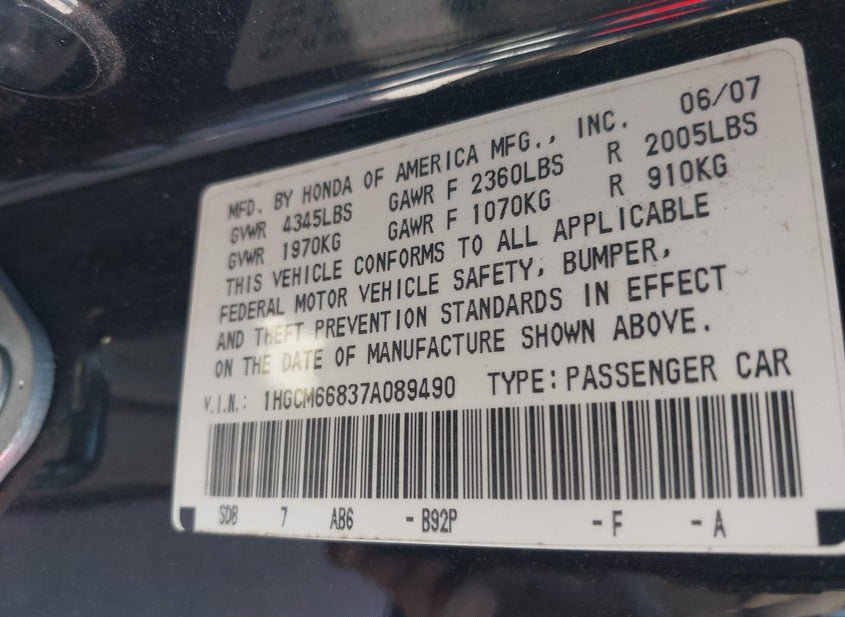 MFD. BY HONDA OF AMERICA MFG., INC. 06/07
GVWR 4345LBS GAWR F 2360LBS R 2005LBS
GVWR 1970KG GAWR F 1070KG R 910KG
THIS VEHICLE CONFORMS TO ALL APPLICABLE
FEDERAL MOTOR VEHICLE SAFETY, BUMPER,
AND THEFT PREVENTION STANDARDS IN EFFECT
ON THE DATE OF MANUFACTURE SHOWN ABOVE.
V.I.N.: 1HGCM66837A089490 TYPE: PASSENGER CAR
SDB 7 AB6 -B92P -F -A